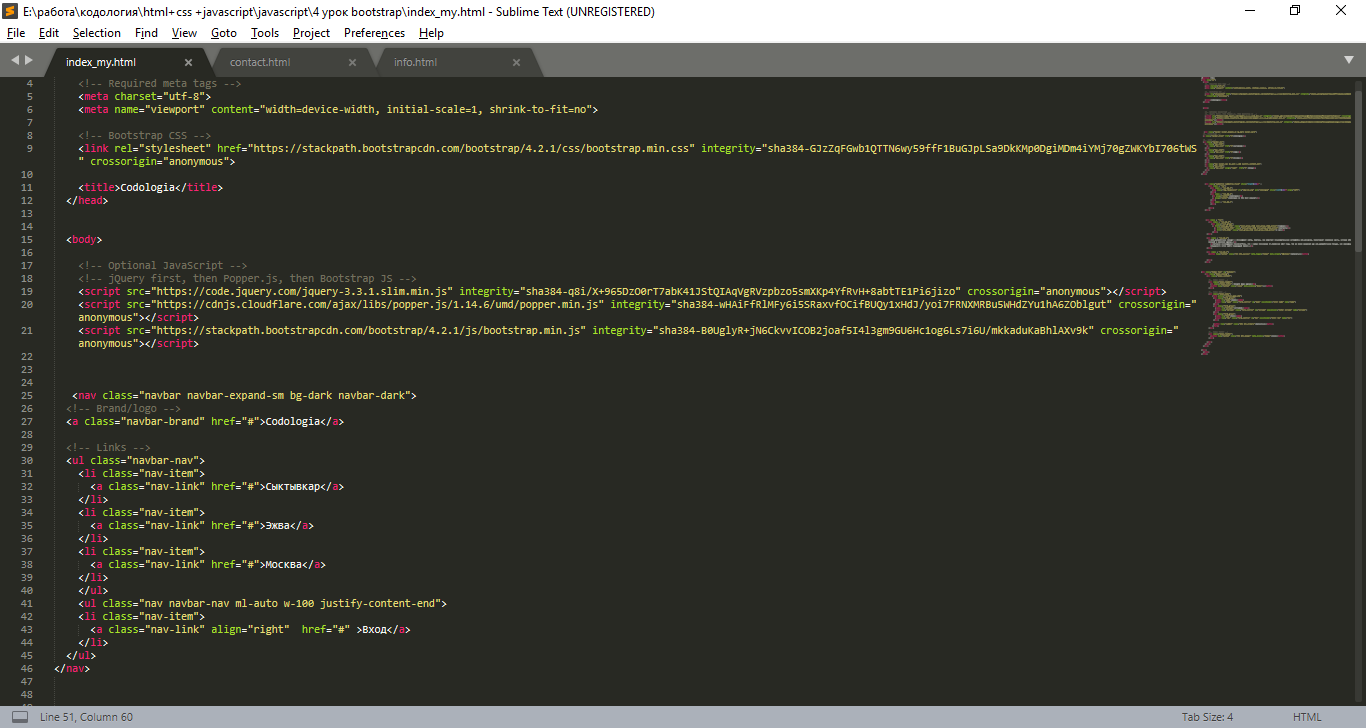 E:\работа\кодология\html+css +javascript\javascript\4 урок bootstrap\index_my.html - Sublime Text (UNREGISTERED)
File Edit Selection Find View Goto Tools Project Preferences Help
index_my.html contact.html info.html
4 <!-- Required meta tags -->
5 <meta charset="utf-8">
6 <meta name="viewport" content="width=device-width, initial-scale=1, shrink-to-fit=no">
7
8 <!-- Bootstrap CSS -->
9 <link rel="stylesheet" href="https://stackpath.bootstrapcdn.com/bootstrap/4.2.1/css/bootstrap.min.css" integrity="sha384-GJzZqFGwb1QTTN6wy59ffF1BuGJpLSa9DkKMp0DgiMDm4iYMj70gZWKYbI706tWS
" crossorigin="anonymous">
10
11 <title>Codologia</title>
12 </head>
13
14
15 <body>
16
17 <!-- Optional JavaScript -->
18 <!-- jQuery first, then Popper.js, then Bootstrap JS -->
19 <script src="https://code.jquery.com/jquery-3.3.1.slim.min.js" integrity="sha384-q8i/X+965DzO0rT7abK41JStQIAqVgRVzpbzo5smXKp4YfRvH+8abtTE1Pi6jizo" crossorigin="anonymous"></script>
20 <script src="https://cdnjs.cloudflare.com/ajax/libs/popper.js/1.14.6/umd/popper.min.js" integrity="sha384-wHAiFfRlMFy6i5SRaxvfOCifBUQy1xHdJ/yoi7FRNXMRBu5WHdZYu1hA6ZOblgut" crossorigin="
anonymous"></script>
21 <script src="https://stackpath.bootstrapcdn.com/bootstrap/4.2.1/js/bootstrap.min.js" integrity="sha384-B0UglyR+jN6CkvvICOB2joaf5I4l3gm9GU6Hc1og6Ls7i6U/mkkaduKaBhlAXv9k" crossorigin="
anonymous"></script>
22
23
24
25 <nav class="navbar navbar-expand-sm bg-dark navbar-dark">
26 <!-- Brand/logo -->
27 <a class="navbar-brand" href="#">Codologia</a>
28
29 <!-- Links -->
30 <ul class="navbar-nav">
31 <li class="nav-item">
32 <a class="nav-link" href="#">Сыктывкар</a>
33 </li>
34 <li class="nav-item">
35 <a class="nav-link" href="#">Эжва</a>
36 </li>
37 <li class="nav-item">
38 <a class="nav-link" href="#">Москва</a>
39 </li>
40 </ul>
41 <ul class="nav navbar-nav ml-auto w-100 justify-content-end">
42 <li class="nav-item">
43 <a class="nav-link" align="right"  href="#" >Вход</a>
44 </li>
45 </ul>
46 </nav>
47
48
Line 51, Column 60 Tab Size: 4 HTML